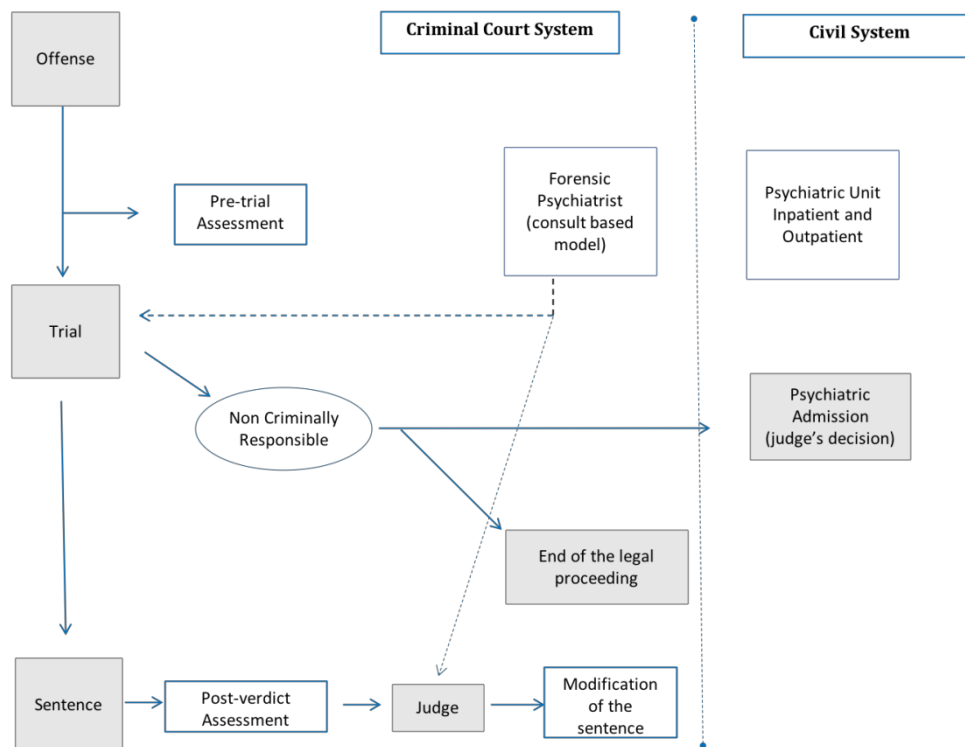 Criminal Court System
Civil System
Offense
Pre-trial
Assessment
Forensic
Psychiatrist
(consult based
model)
Psychiatric Unit
Inpatient and
Outpatient
Trial
Non Criminally
Responsible
Psychiatric
Admission
(judge’s decision)
End of the legal
proceeding
Sentence
Post-verdict
Assessment
Judge
Modification
of the
sentence